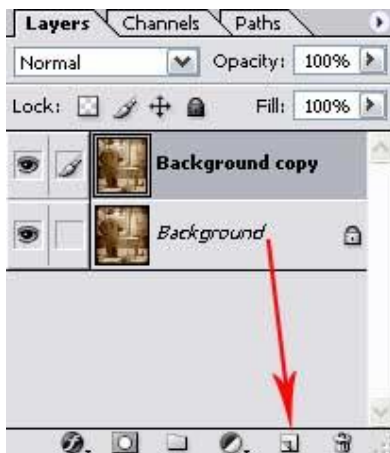 Layers Channels Paths
Normal Opacity: 100%
Lock: Fill: 100%
Background copy
Background